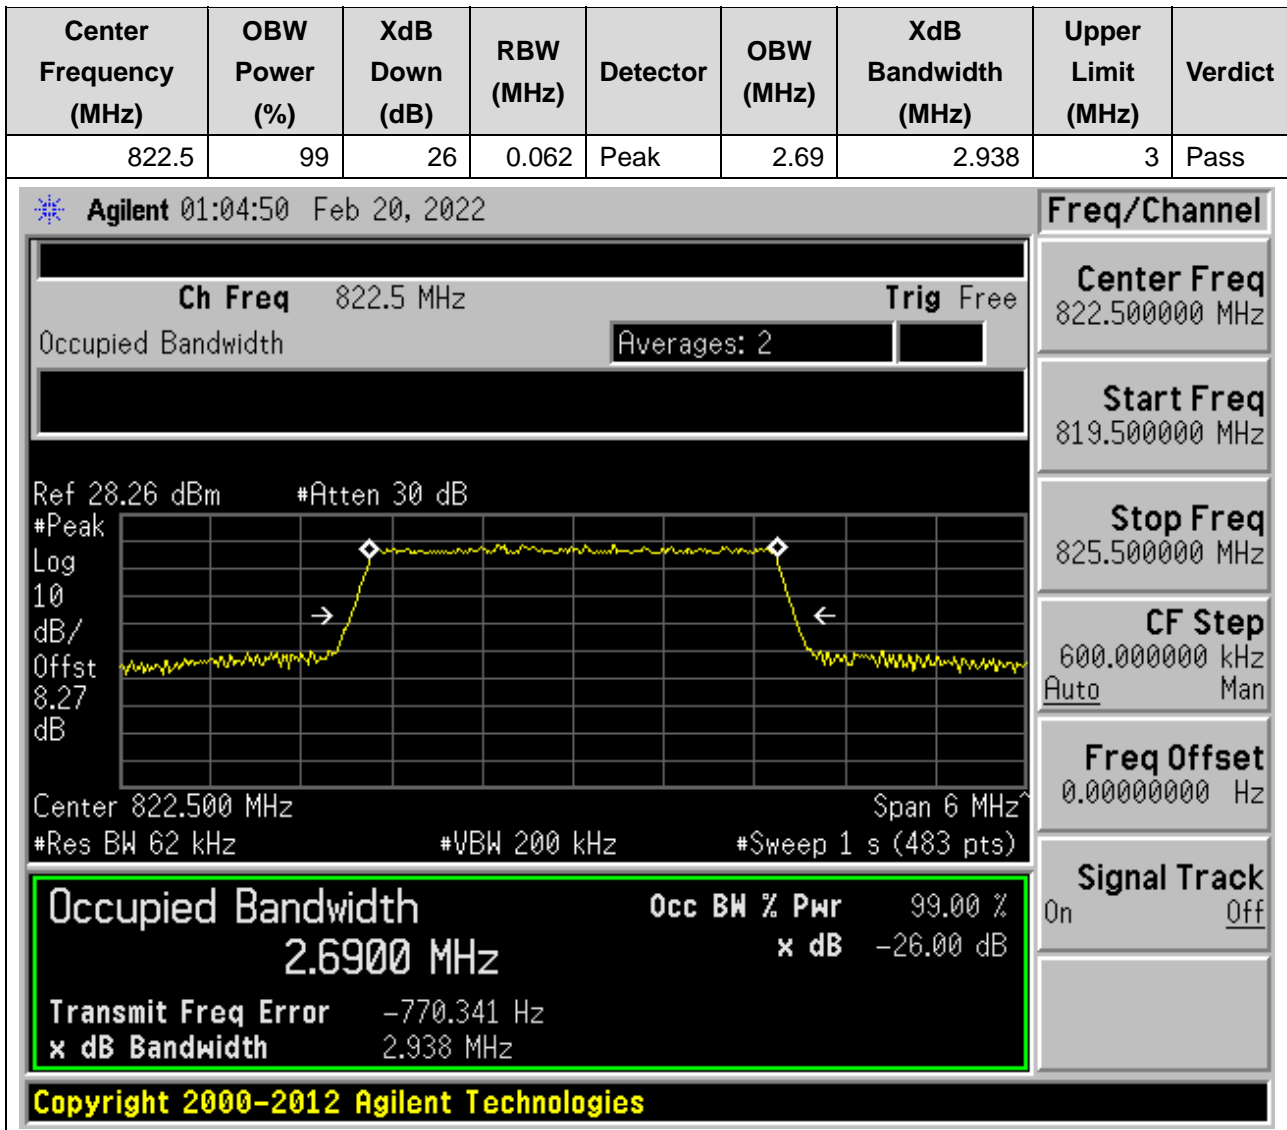 Center Frequency (MHz) OBW Power (%) XdB Down (dB) RBW (MHz) Detector OBW (MHz) XdB Bandwidth (MHz) Upper Limit (MHz) Verdict
822.5 99 26 0.062 Peak 2.69 2.938 3 Pass
Agilent 01:04:50 Feb 20, 2022
Freq/Channel
Ch Freq 822.5 MHz Trig Free
Occupied Bandwidth Averages: 2
Ref 28.26 dBm #Atten 30 dB
#Peak
Log
10
dB/
Offst
8.27
dB
Center 822.500 MHz Span 6 MHz^
#Res BW 62 kHz #VBW 200 kHz #Sweep 1 s (483 pts)
Occupied Bandwidth Occ BW % Pwr 99.00 %
2.6900 MHz x dB -26.00 dB
Transmit Freq Error -770.341 Hz
x dB Bandwidth 2.938 MHz
Center Freq
822.500000 MHz
Start Freq
819.500000 MHz
Stop Freq
825.500000 MHz
CF Step
600.000000 kHz
Auto Man
Freq Offset
0.00000000 Hz
Signal Track
On Off
Copyright 2000-2012 Agilent Technologies